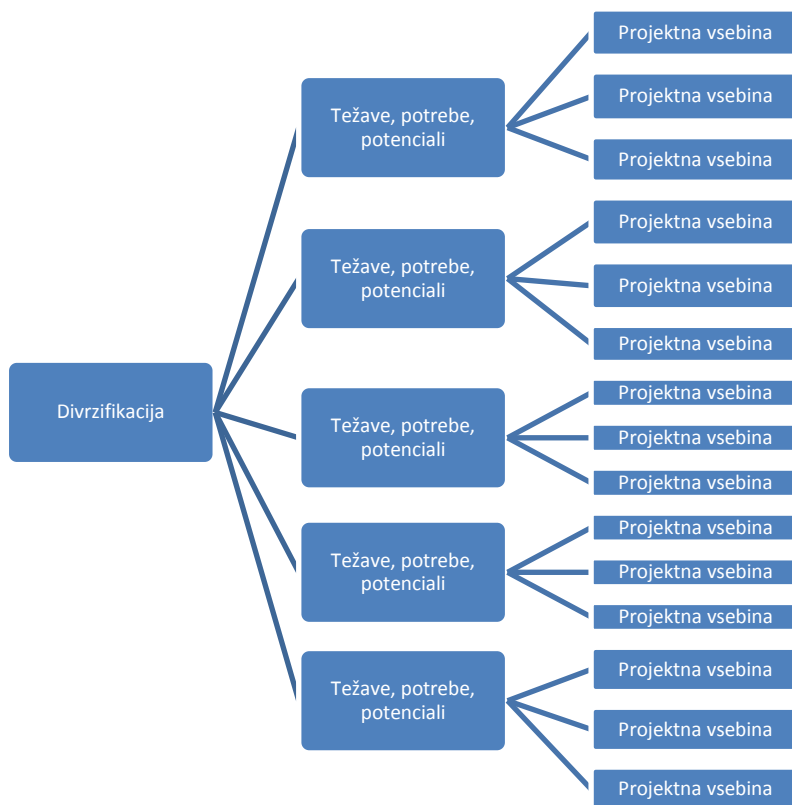 Divrzifikacija
Težave, potrebe,
potenciali
Projektna vsebina
Projektna vsebina
Projektna vsebina
Težave, potrebe,
potenciali
Projektna vsebina
Projektna vsebina
Projektna vsebina
Težave, potrebe,
potenciali
Projektna vsebina
Projektna vsebina
Projektna vsebina
Težave, potrebe,
potenciali
Projektna vsebina
Projektna vsebina
Projektna vsebina
Težave, potrebe,
potenciali
Projektna vsebina
Projektna vsebina
Projektna vsebina